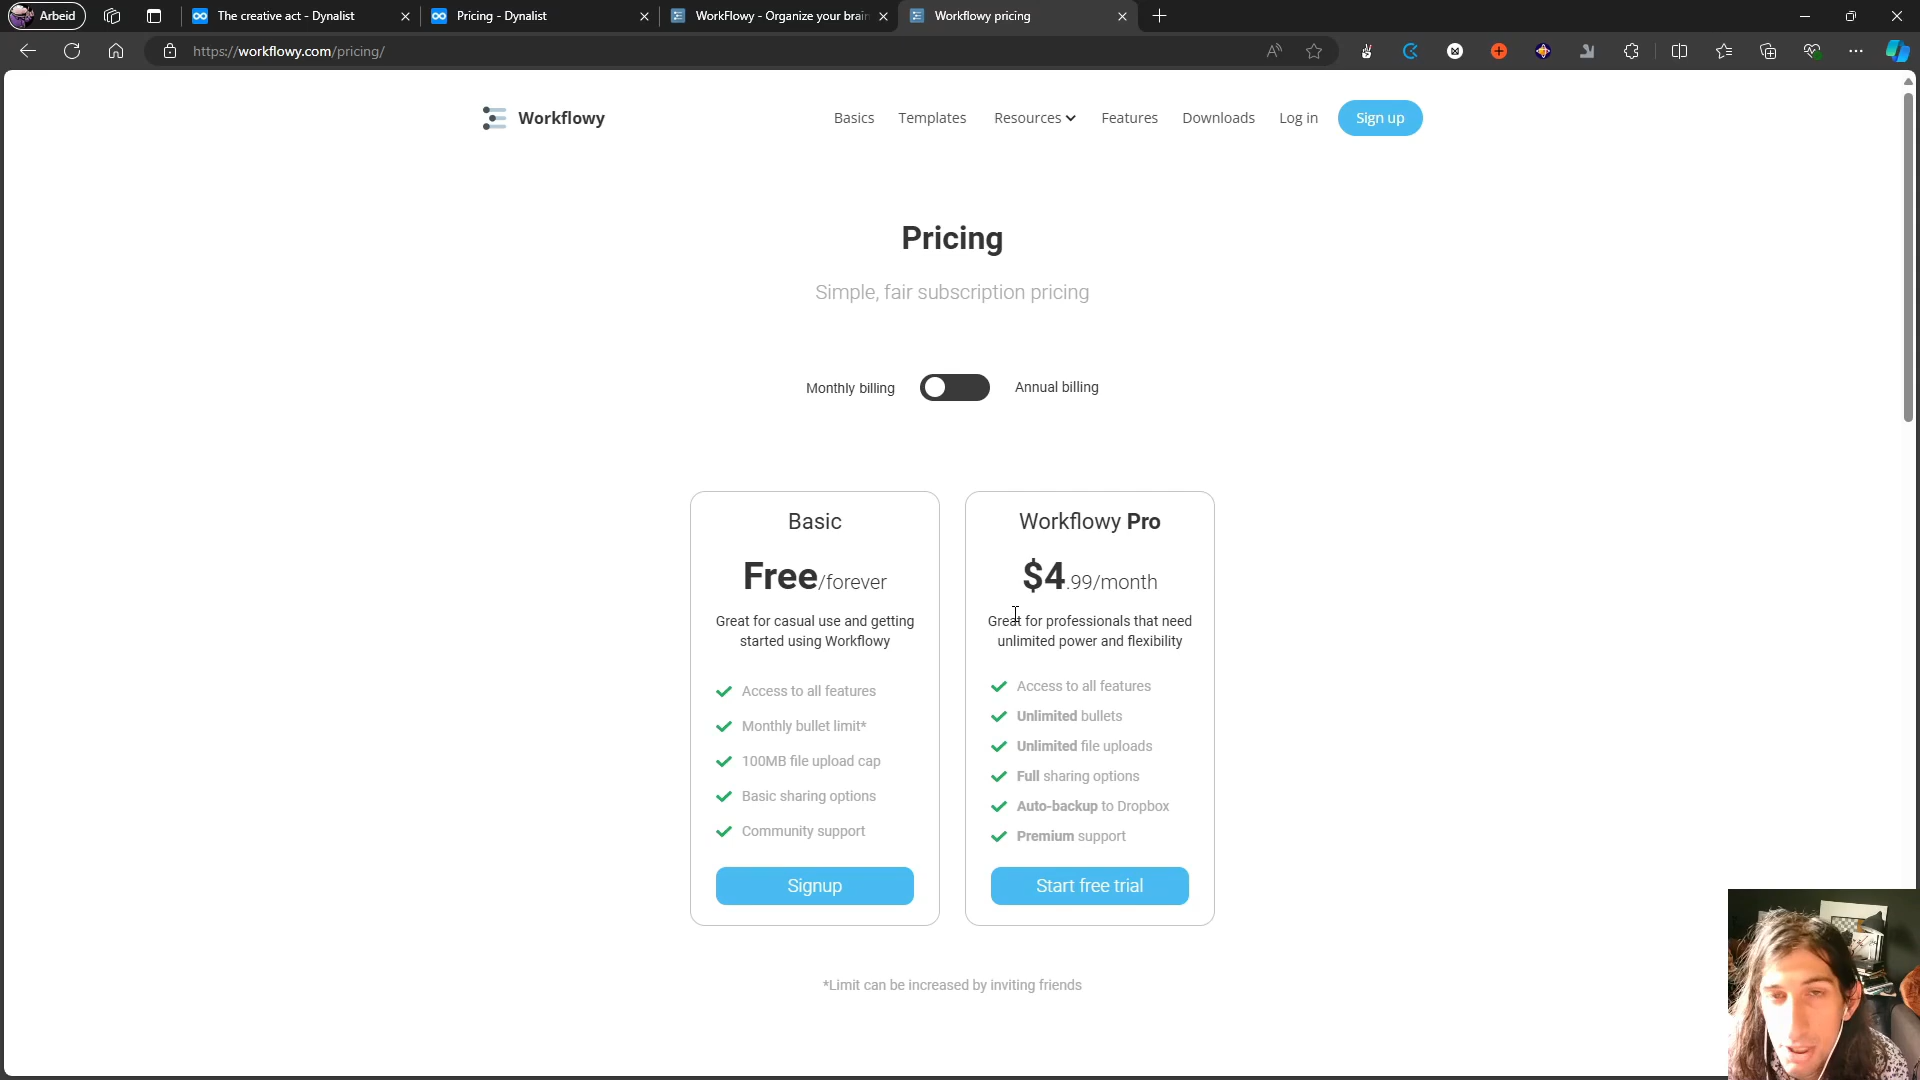 Arbeid
The creative act - Dynalist
Pricing - Dynalist
WorkFlowy - Organize your brain
Workflowy pricing
https://workflowy.com/pricing/
Workflowy
Basics
Templates
Resources
Features
Downloads
Log in
Sign up
Pricing
Simple, fair subscription pricing
Monthly billing
Annual billing
Basic
Free/forever
Great for casual use and getting
started using Workflowy
Access to all features
Monthly bullet limit*
100MB file upload cap
Basic sharing options
Community support
Signup
Workflowy Pro
$4.99/month
Great for professionals that need
unlimited power and flexibility
Access to all features
Unlimited bullets
Unlimited file uploads
Full sharing options
Auto-backup to Dropbox
Premium support
Start free trial
*Limit can be increased by inviting friends